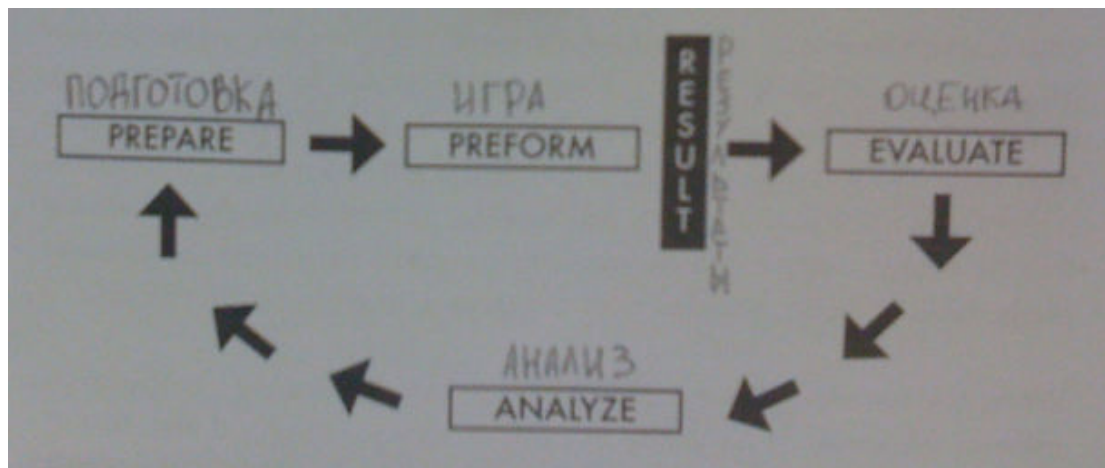 ПОДГОТОВКА
PREPARE
ИГРА
PREFORM
RESULT
РЕЗУЛЬТАТЫ
ОЦЕНКА
EVALUATE
АНАЛИЗ
ANALYZE